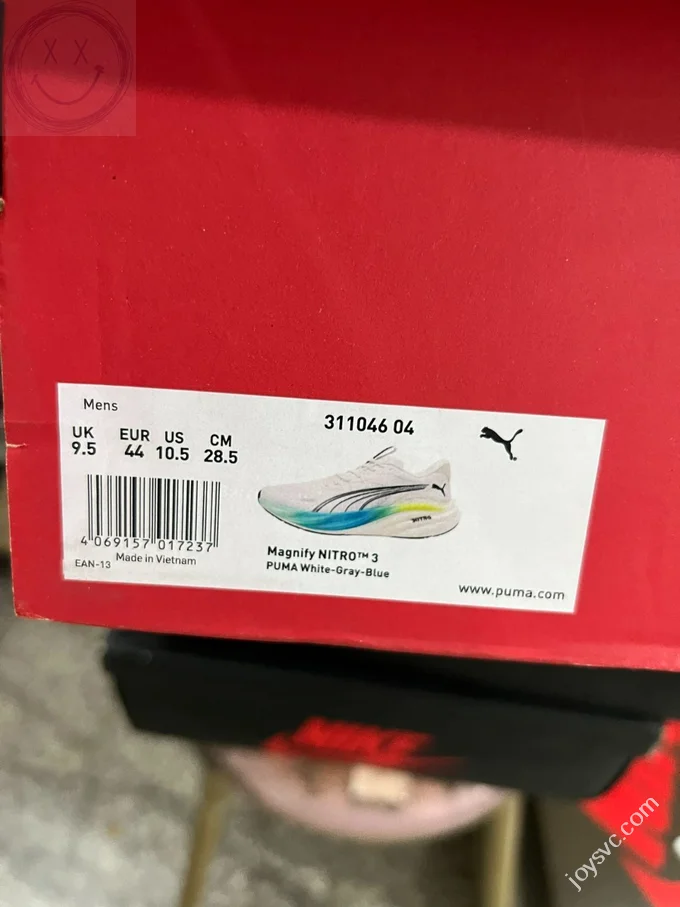 Mens
311046 04
UK EUR US CM
9.5 44 10.5 28.5
NITRO
4 069157 017237
EAN-13 Made in Vietnam
Magnify NITRO™ 3
PUMA White-Gray-Blue
www.puma.com
NIKE
joysvc.com